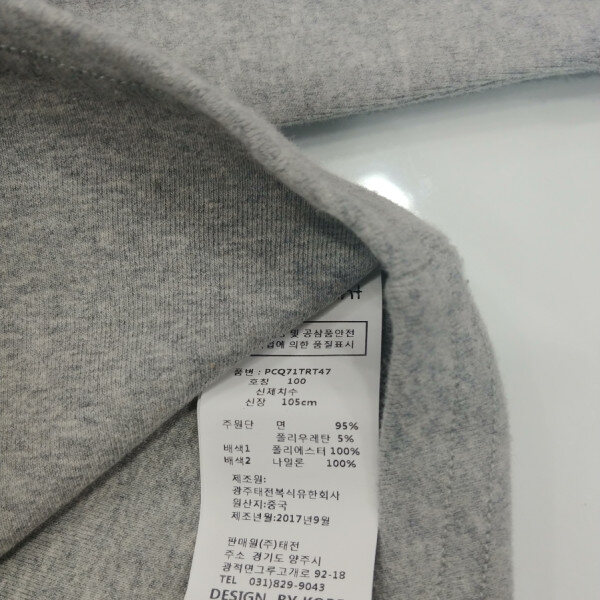 및 공산품안전
법에 의한 품질표시
품번 : PCQ71TRT47
호칭 100
신체치수
신장 105cm
주원단 면 95%
폴리우레탄 5%
배색1 폴리에스터 100%
배색2 나일론 100%
제조원:
광주태전복식유한회사
원산지:중국
제조년월:2017년9월
판매원(주)태전
주소 경기도 양주시
광적면그루고개로 92-18
TEL 031)829-9043
DESIGN BY KORE